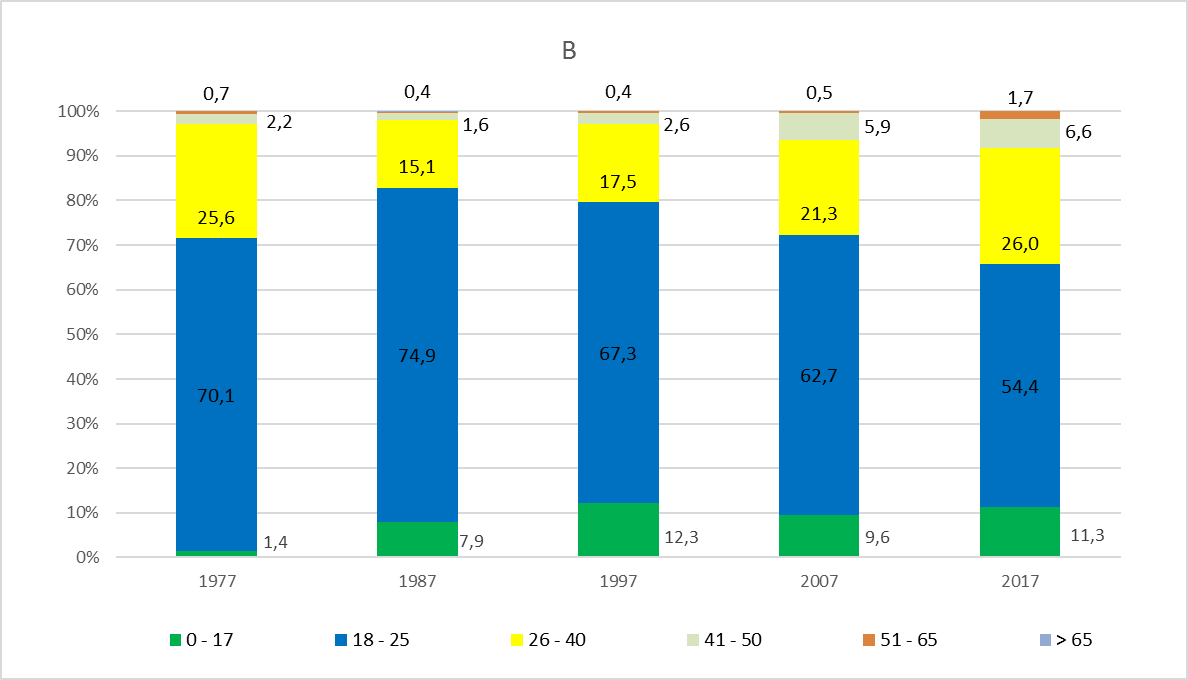 B
0,7 0,4 0,4 0,5 1,7
100% 2,2 1,6 2,6 5,9 6,6
90%
15,1 17,5
80%
25,6 21,3
70% 26,0
60%
50%
74,9 67,3
40%
70,1 62,7 54,4
30%
20%
10%
1,4 7,9 12,3 9,6 11,3
0%
1977 1987 1997 2007 2017
0 - 17 18 - 25 26 - 40 41 - 50 51 - 65 > 65